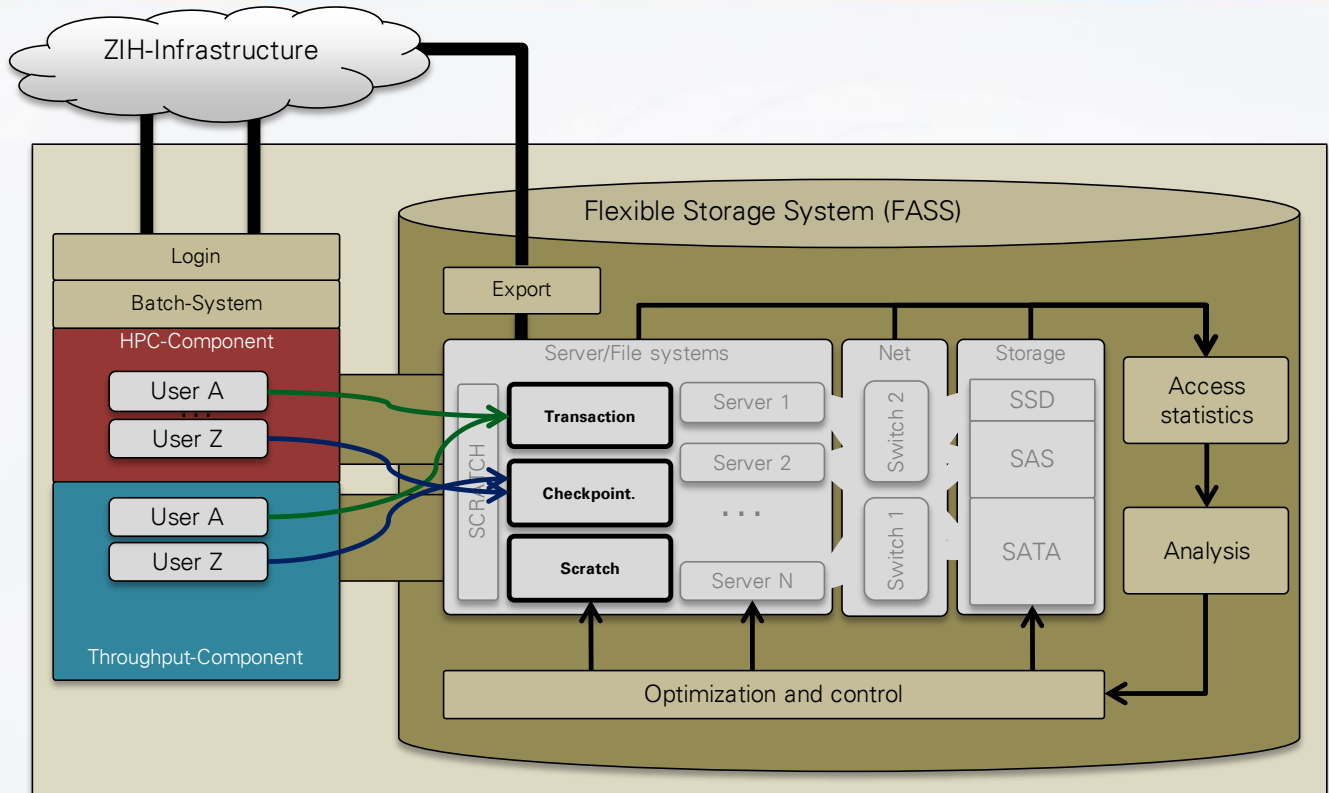 ZIH-Infrastructure
Flexible Storage System (FASS)
Login
Batch-System
HPC-Component
User A
...
User Z
User A
User Z
Throughput-Component
Export
Server/File systems
SCRATCH
Transaction
Checkpoint.
Scratch
Server 1
Server 2
...
Server N
Net
Switch 2
Switch 1
Storage
SSD
SAS
SATA
Access
statistics
Analysis
Optimization and control